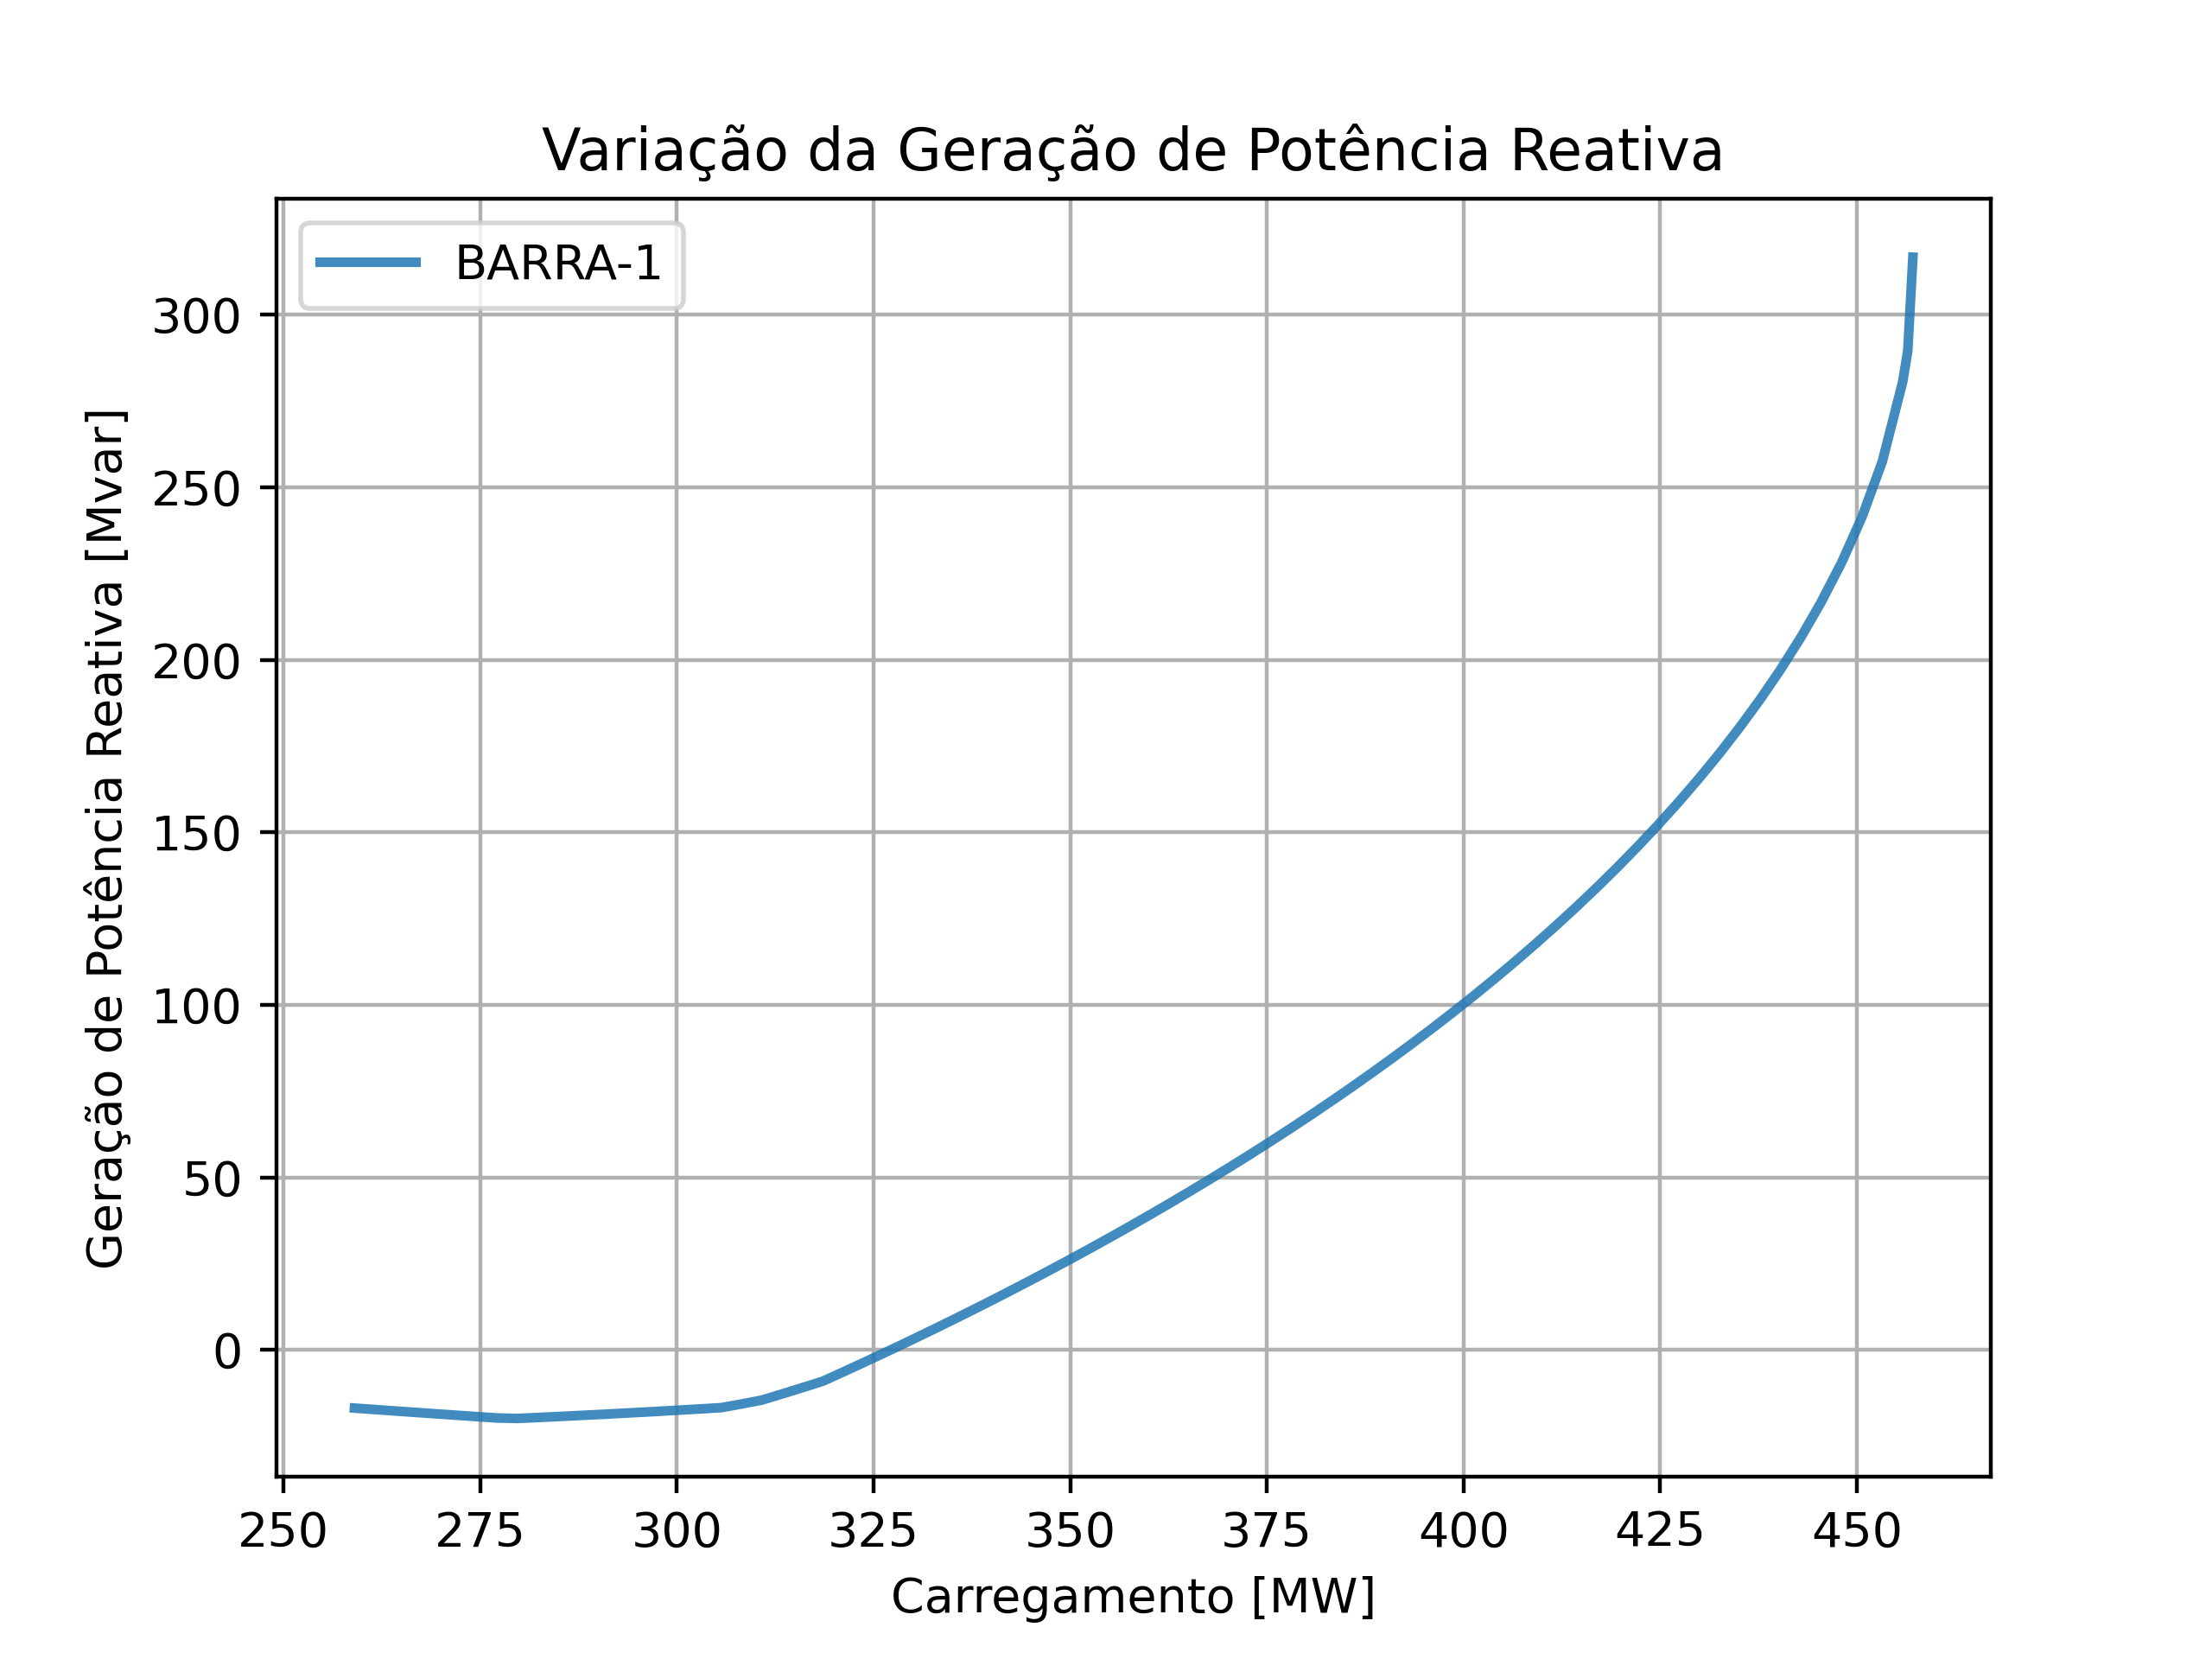 Variação da Geração de Potência Reativa
BARRA-1
Geração de Potência Reativa [Mvar]
300
250
200
150
100
50
0
250 275 300 325 350 375 400 425 450
Carregamento [MW]